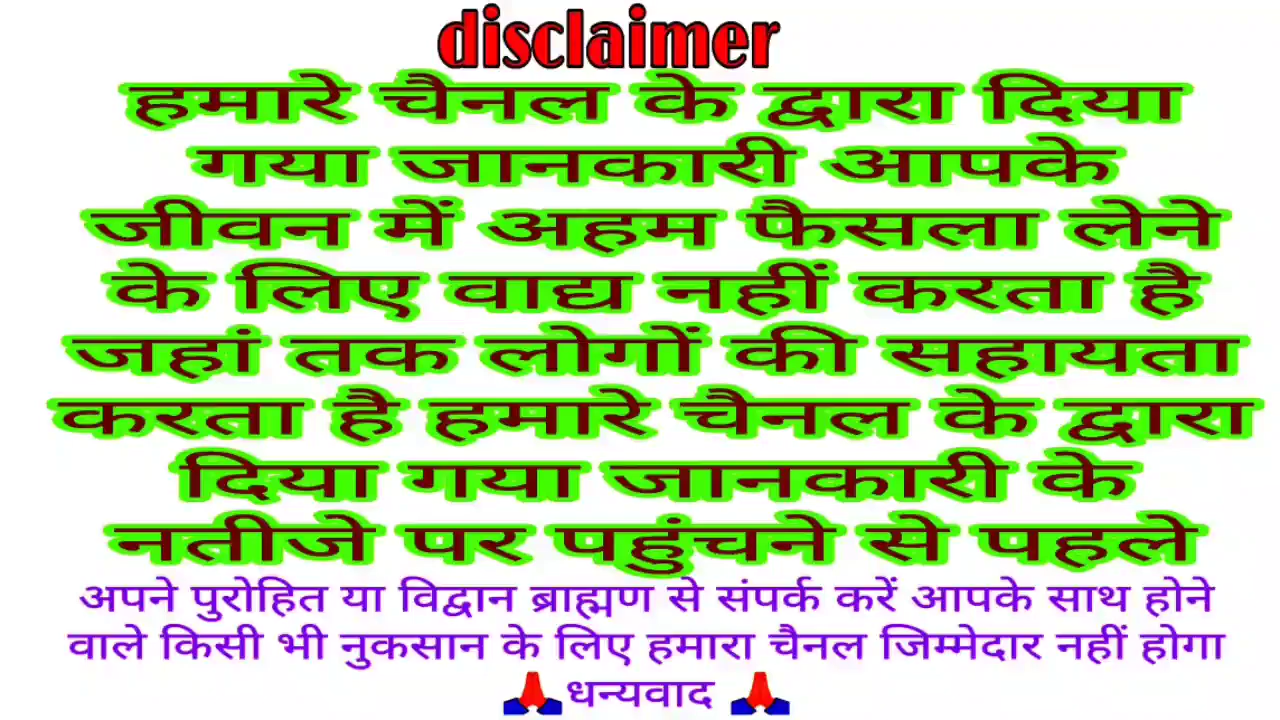 disclaimer
हमारे चैनल के द्वारा दिया
गया जानकारी आपके
जीवन में अहम फैसला लेने
के लिए वाद्य नहीं करता है
जहां तक लोगों की सहायता
करता है हमारे चैनल के द्वारा
दिया गया जानकारी के
नतीजे पर पहुंचने से पहले
अपने पुरोहित या विद्वान ब्राह्मण से संपर्क करें आपके साथ होने
वाले किसी भी नुकसान के लिए हमारा चैनल जिम्मेदार नहीं होगा
🙏धन्यवाद 🙏